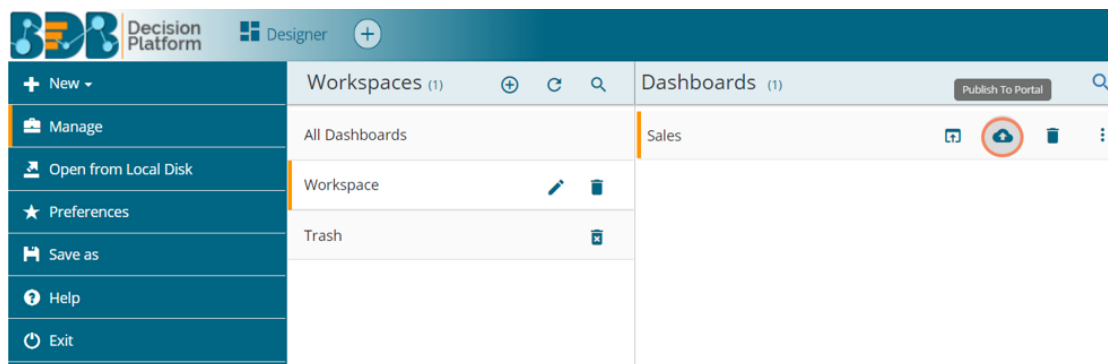 BDB Decision
Platform
Designer
New
Manage
Open from Local Disk
Preferences
Save as
Help
Exit
Workspaces (1)
All Dashboards
Workspace
Trash
Dashboards (1)
Publish To Portal
Sales